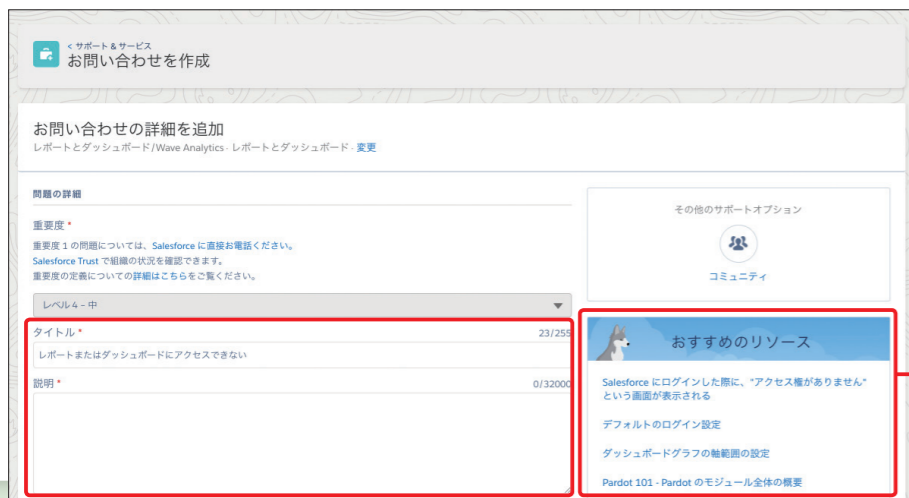 < サポート & サービス
お問い合わせを作成
お問い合わせの詳細を追加
レポートとダッシュボード/Wave Analytics - レポートとダッシュボード - 変更
問題の詳細
重要度 *
重要度 1 の問題については、Salesforce に直接お電話ください。
Salesforce Trust で組織の状況を確認できます。
重要度の定義についての詳細はこちらをご覧ください。
レベル 4 – 中
タイトル * 23/255
レポートまたはダッシュボードにアクセスできない
説明 * 0/32000
その他のサポートオプション
コミュニティ
おすすめのリソース
Salesforce にログインした際に、"アクセス権がありません"
という画面が表示される
デフォルトのログイン設定
ダッシュボードグラフの軸範囲の設定
Pardot 101 - Pardot のモジュール全体の概要